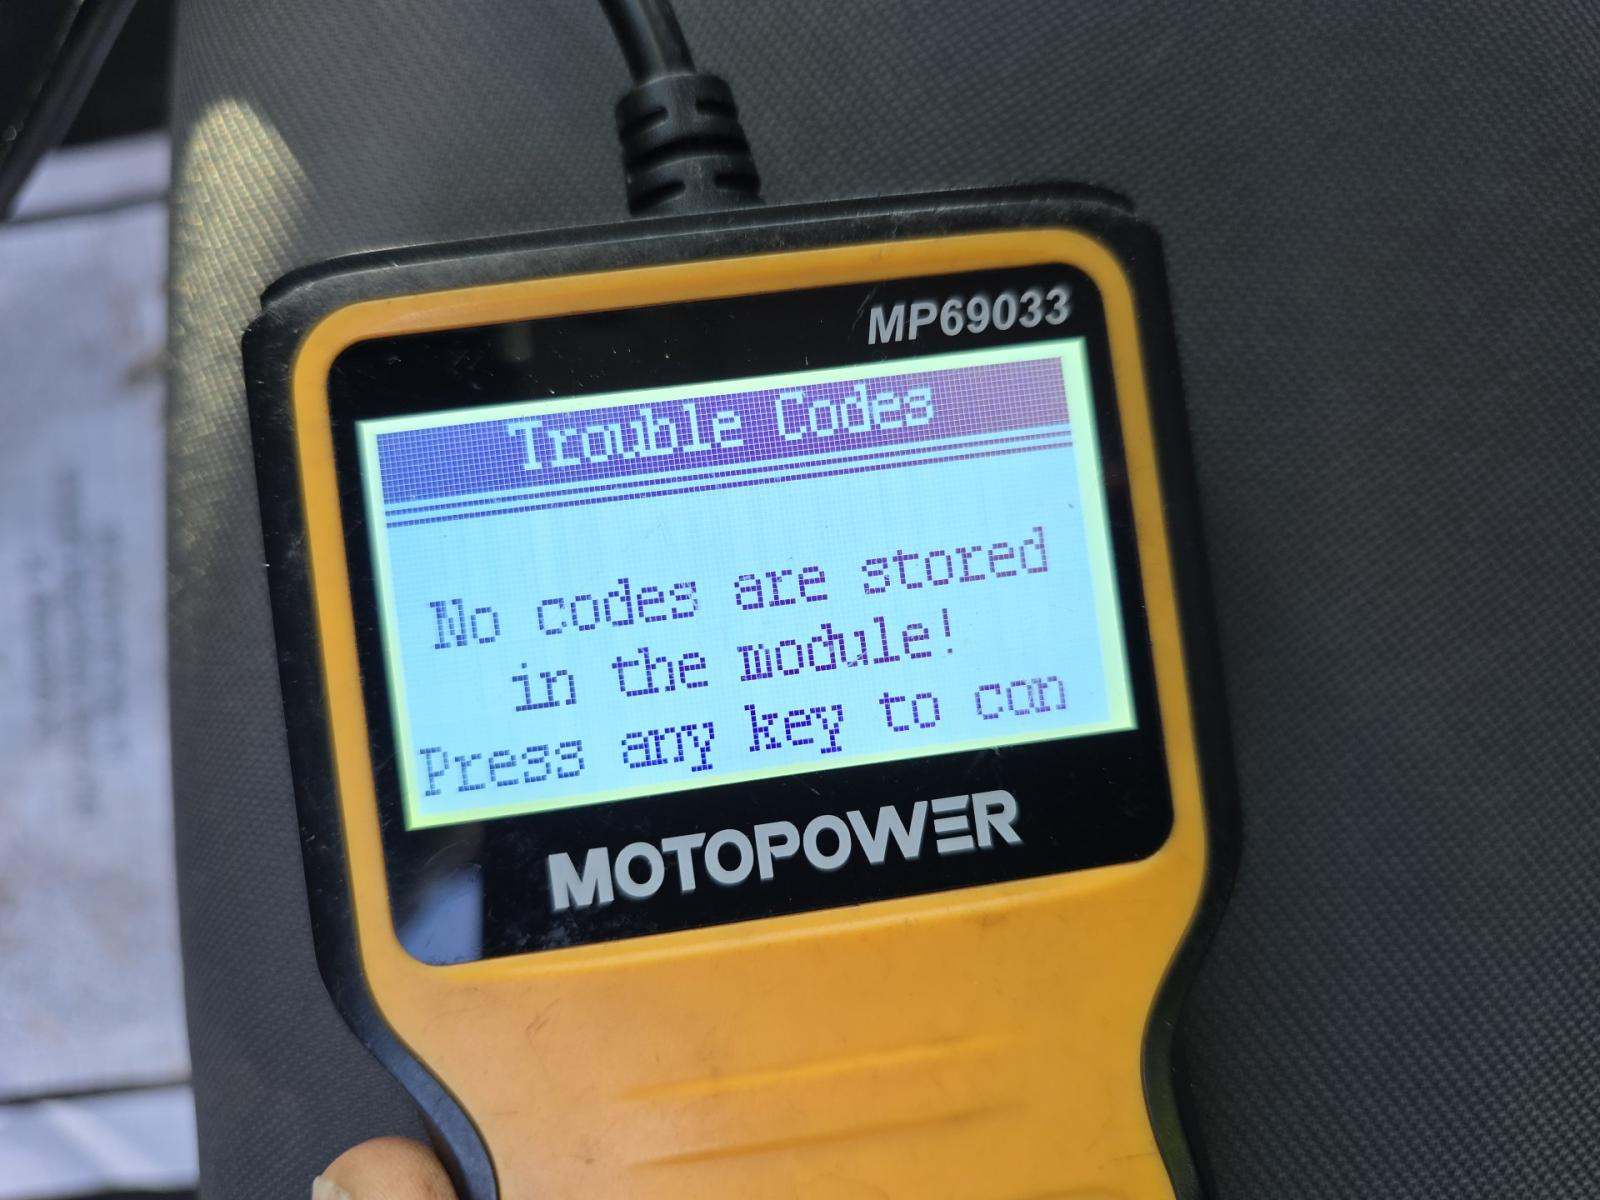 MP69033
Trouble Codes
No codes are stored
in the module!
Press any key to con
MOTOPOWER